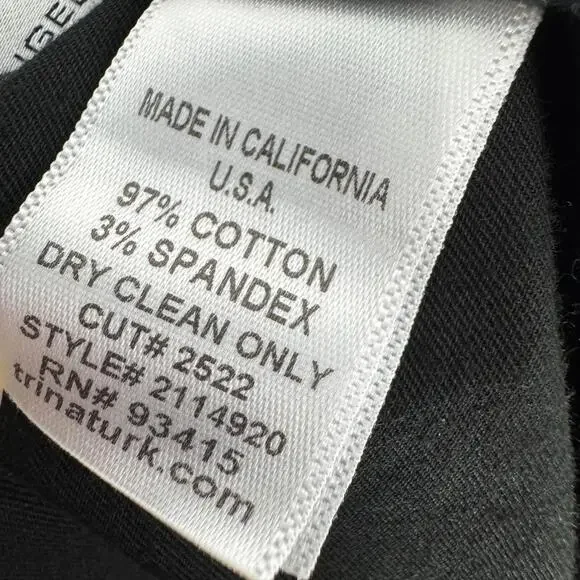 MADE IN CALIFORNIA
U.S.A.
97% COTTON
3% SPANDEX
DRY CLEAN ONLY
CUT# 2522
STYLE# 2114920
RN# 93415
trinaturk.com